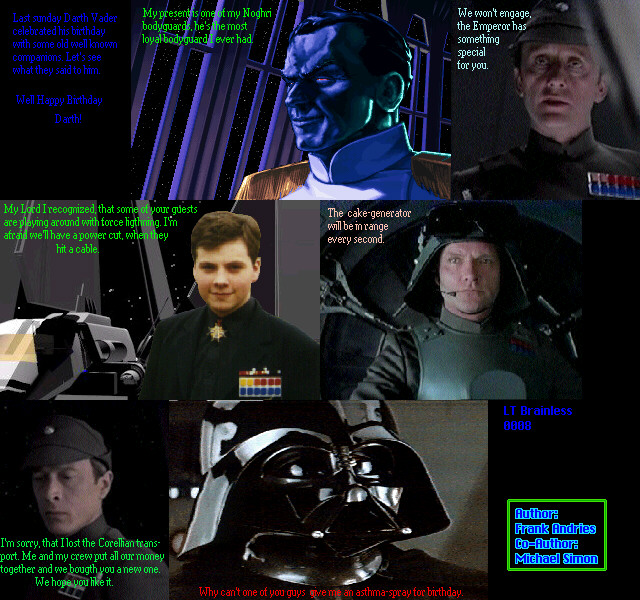 Last sunday Darth Vader
celebrated his birthday
with some old well-known
companions. Let's see
what they said to him.
Well Happy Birthday
Darth!
My present is one of my Noghri
bodyguards, he's the most
loyal bodyguard I ever had.
We won't engage,
the Emperor has
something
special
for you.
My Lord I recognized, that some of your guests
are playing around with force ligthning. I'm
afraid we'll have a power cut, when they
hit a cable.
The cake-generator
will be in range
every second.
I'm sorry, that I lost the Corellian trans-
port. Me and my crew put all our money
together and we bougth you a new one.
We hope you like it.
Why can't one of you guys give me an asthma-spray for birthday.
LT Brainless
0800
Author:
Frank Andries
Co-Author:
Michael Simon